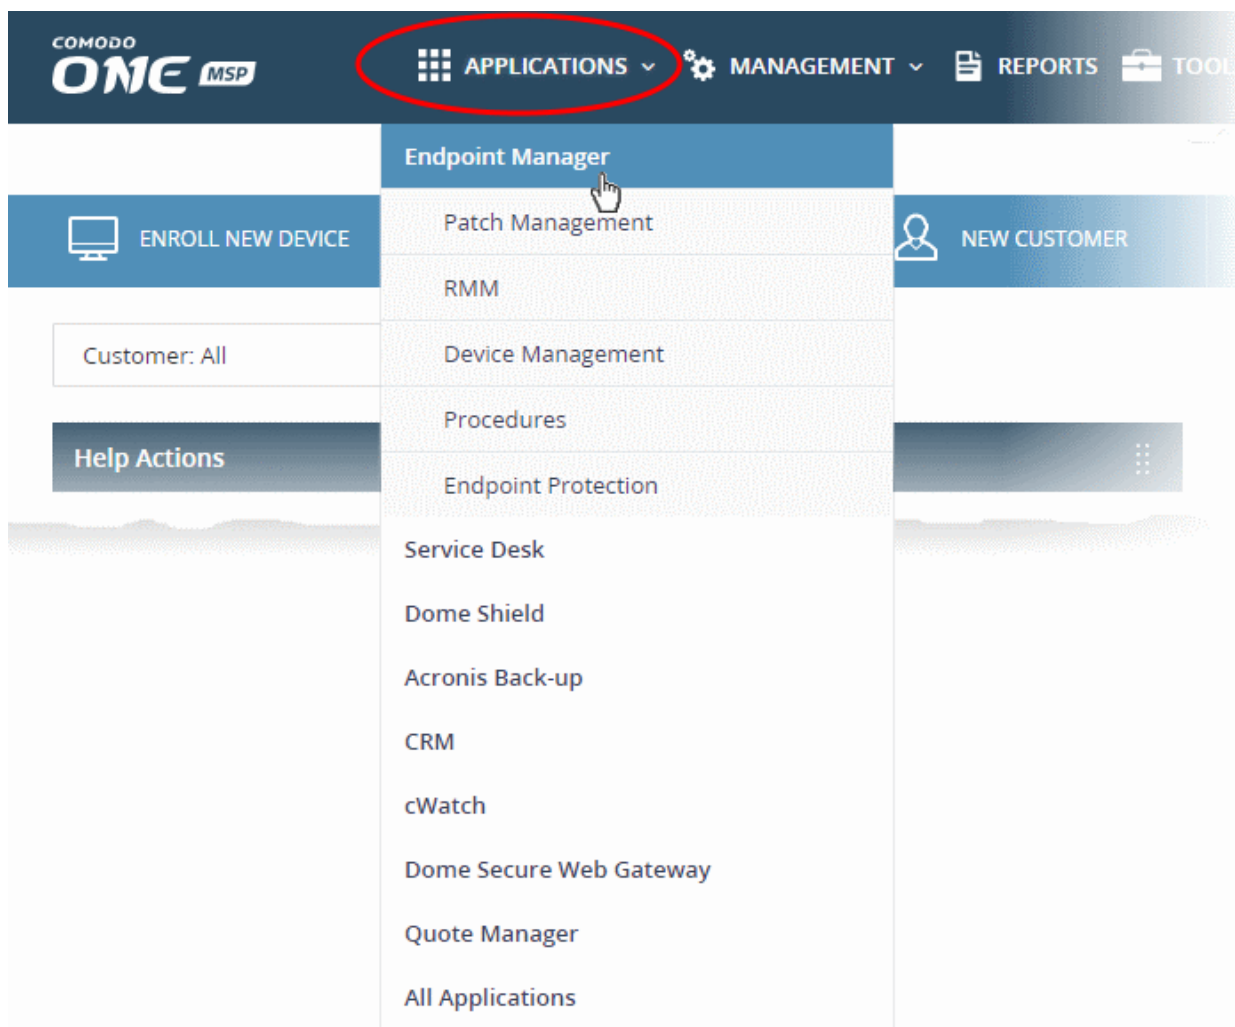 COMODO
ONE MSP
APPLICATIONS
MANAGEMENT
REPORTS
TOOL
Endpoint Manager
ENROLL NEW DEVICE
Patch Management
NEW CUSTOMER
RMM
Customer: All
Device Management
Procedures
Help Actions
Endpoint Protection
Service Desk
Dome Shield
Acronis Back-up
CRM
cWatch
Dome Secure Web Gateway
Quote Manager
All Applications